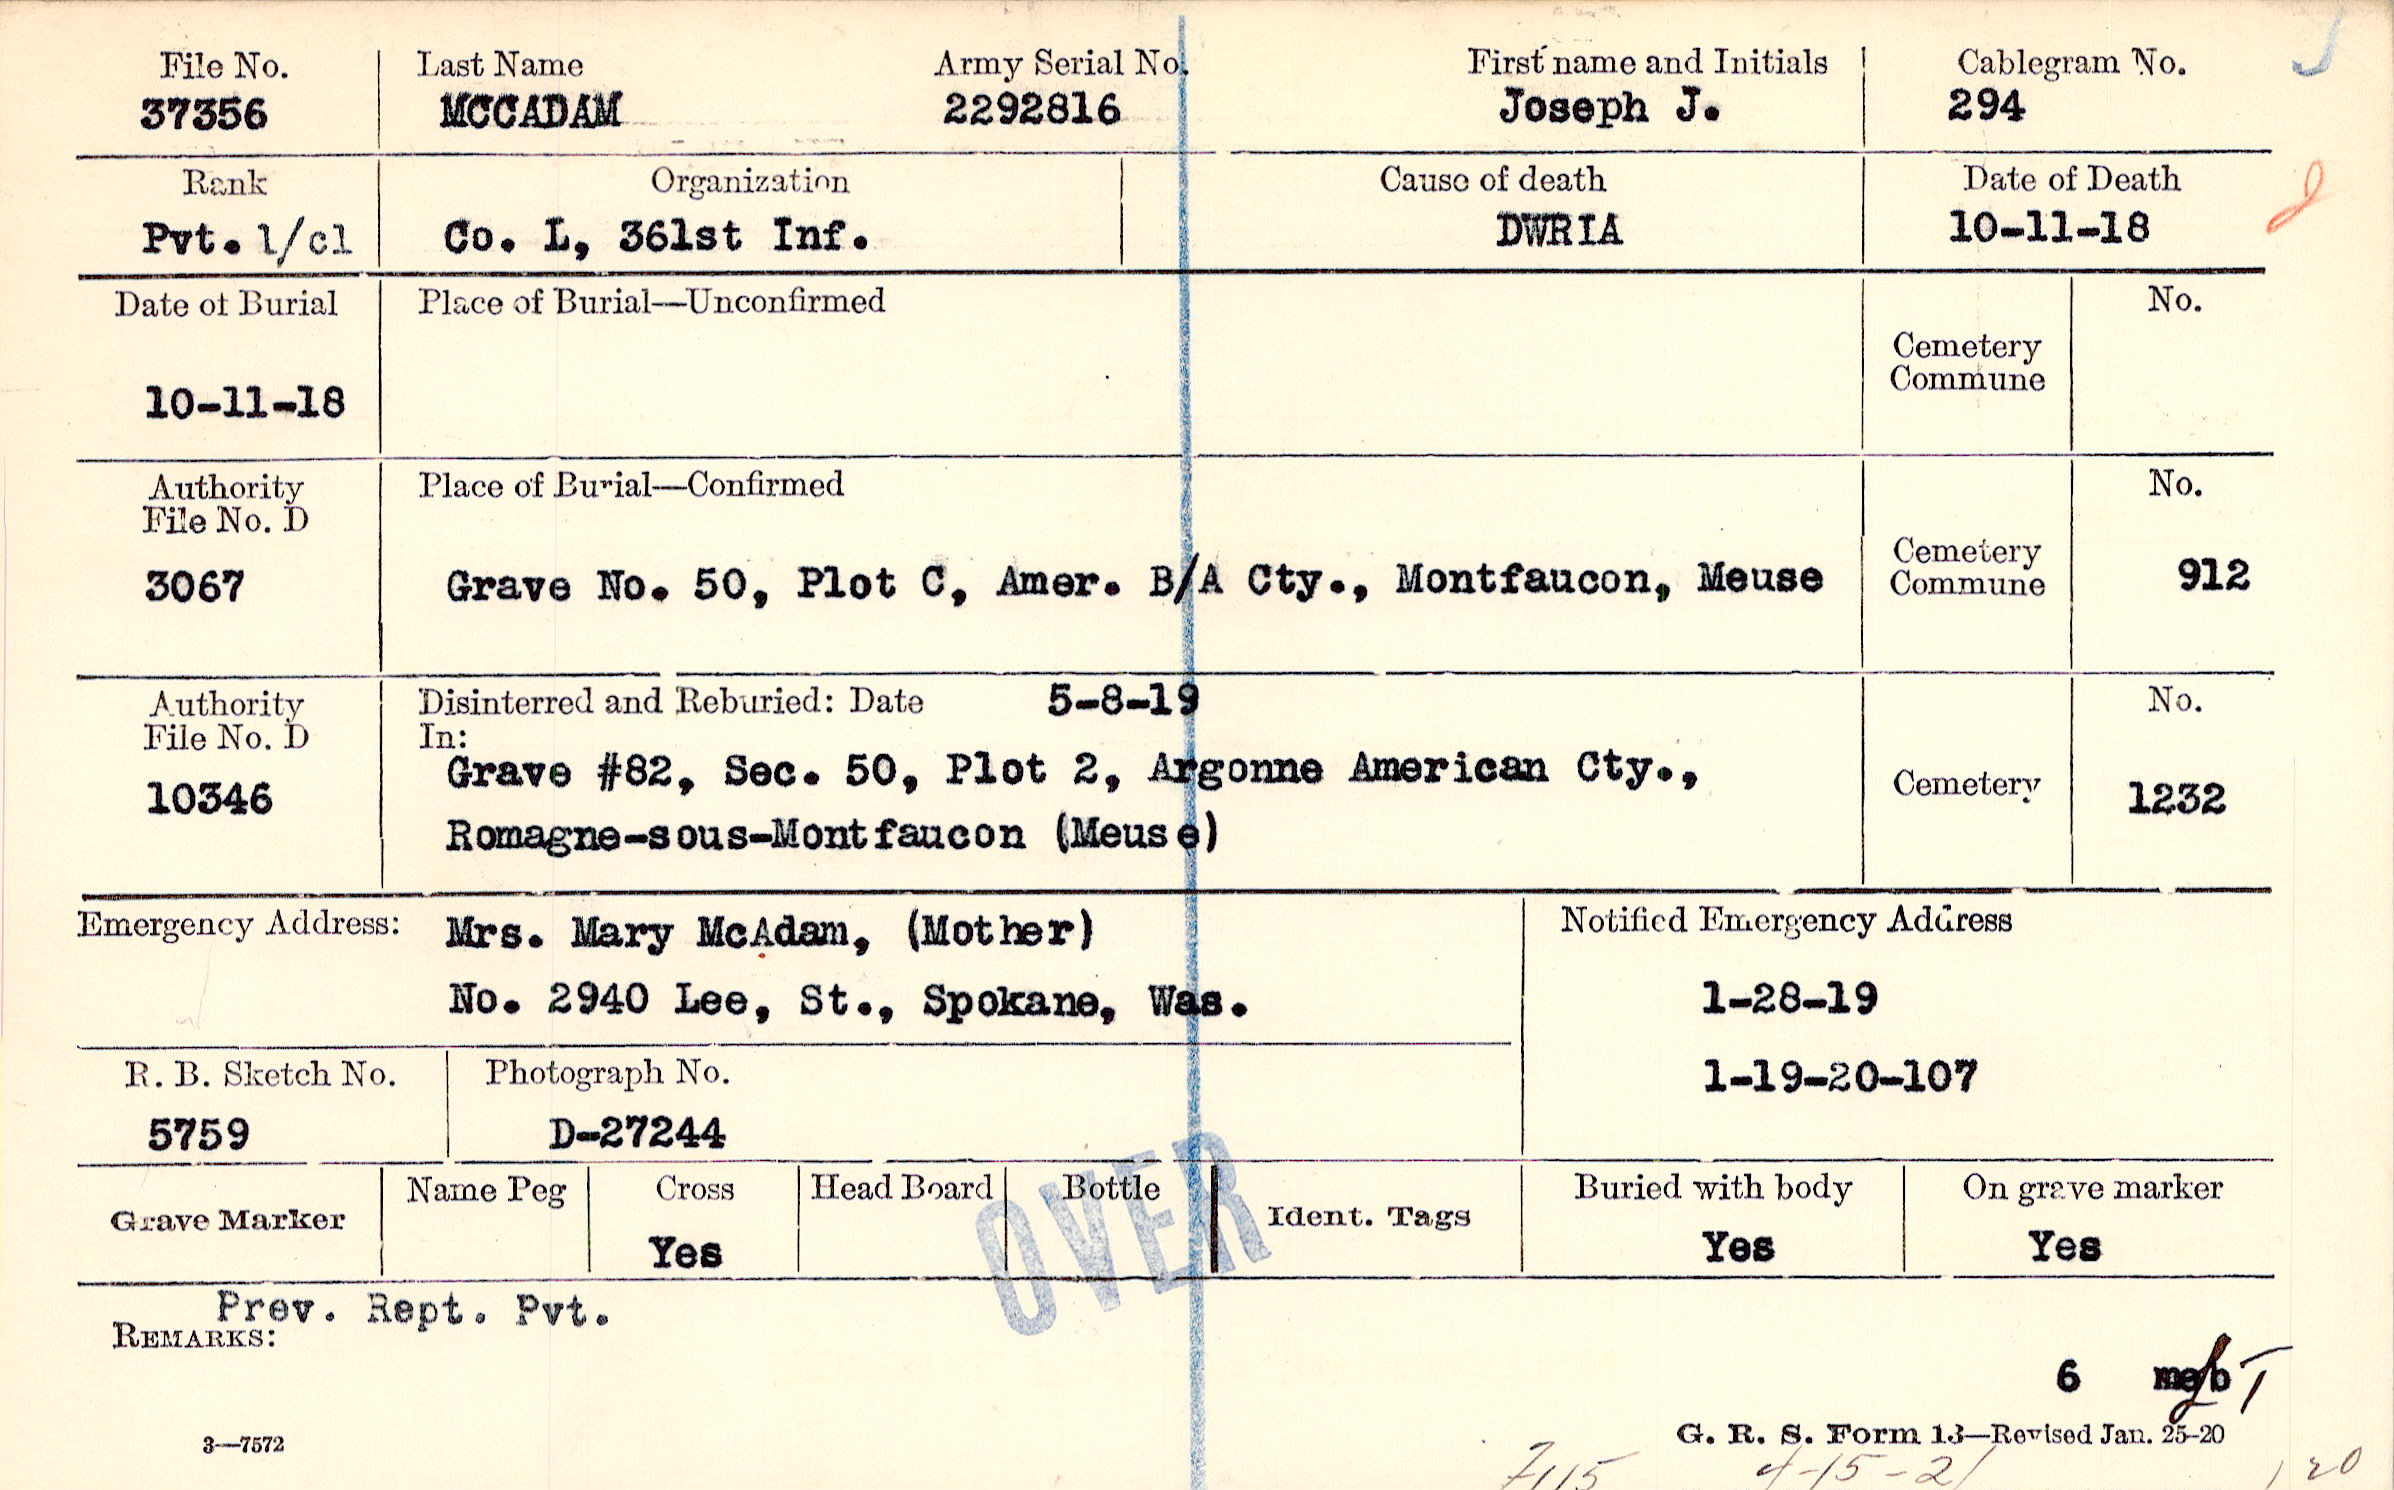 File No. Last Name Army Serial No. First name and Initials Cablegram No.
37356 MCCADAM 2292816 Joseph J. 294
Rank Organization Cause of death Date of Death
Pvt. 1/cl Co. L, 361st Inf. DWRIA 10-11-18
Date of Burial Place of Burial—Unconfirmed No.
Cemetery
Commune
10-11-18
Authority Place of Burial—Confirmed No.
File No. D
Cemetery
3067 Grave No. 50, Plot C, Amer. B/A Cty., Montfaucon, Meuse Commune 912
Authority Disinterred and Reburied: Date 5-8-19 No.
File No. D In:
Grave #82, Sec. 50, Plot 2, Argonne American Cty.,
10346 Cemetery 1232
Romagne-sous-Montfaucon (Meuse)
Emergency Address: Mrs. Mary McAdam, (Mother) Notified Emergency Address
No. 2940 Lee, St., Spokane, Was. 1-28-19
R. B. Sketch No. Photograph No. 1-19-20-107
5759 D-27244
Grave Marker Name Peg Cross Head Board Bottle Ident. Tags Buried with body On grave marker
Yes Yes Yes
OVER
Prev. Rept. Pvt.
REMARKS:
6
3—7572 G. R. S. Form 13—Revised Jan. 25-20
7115 4-15-21 120